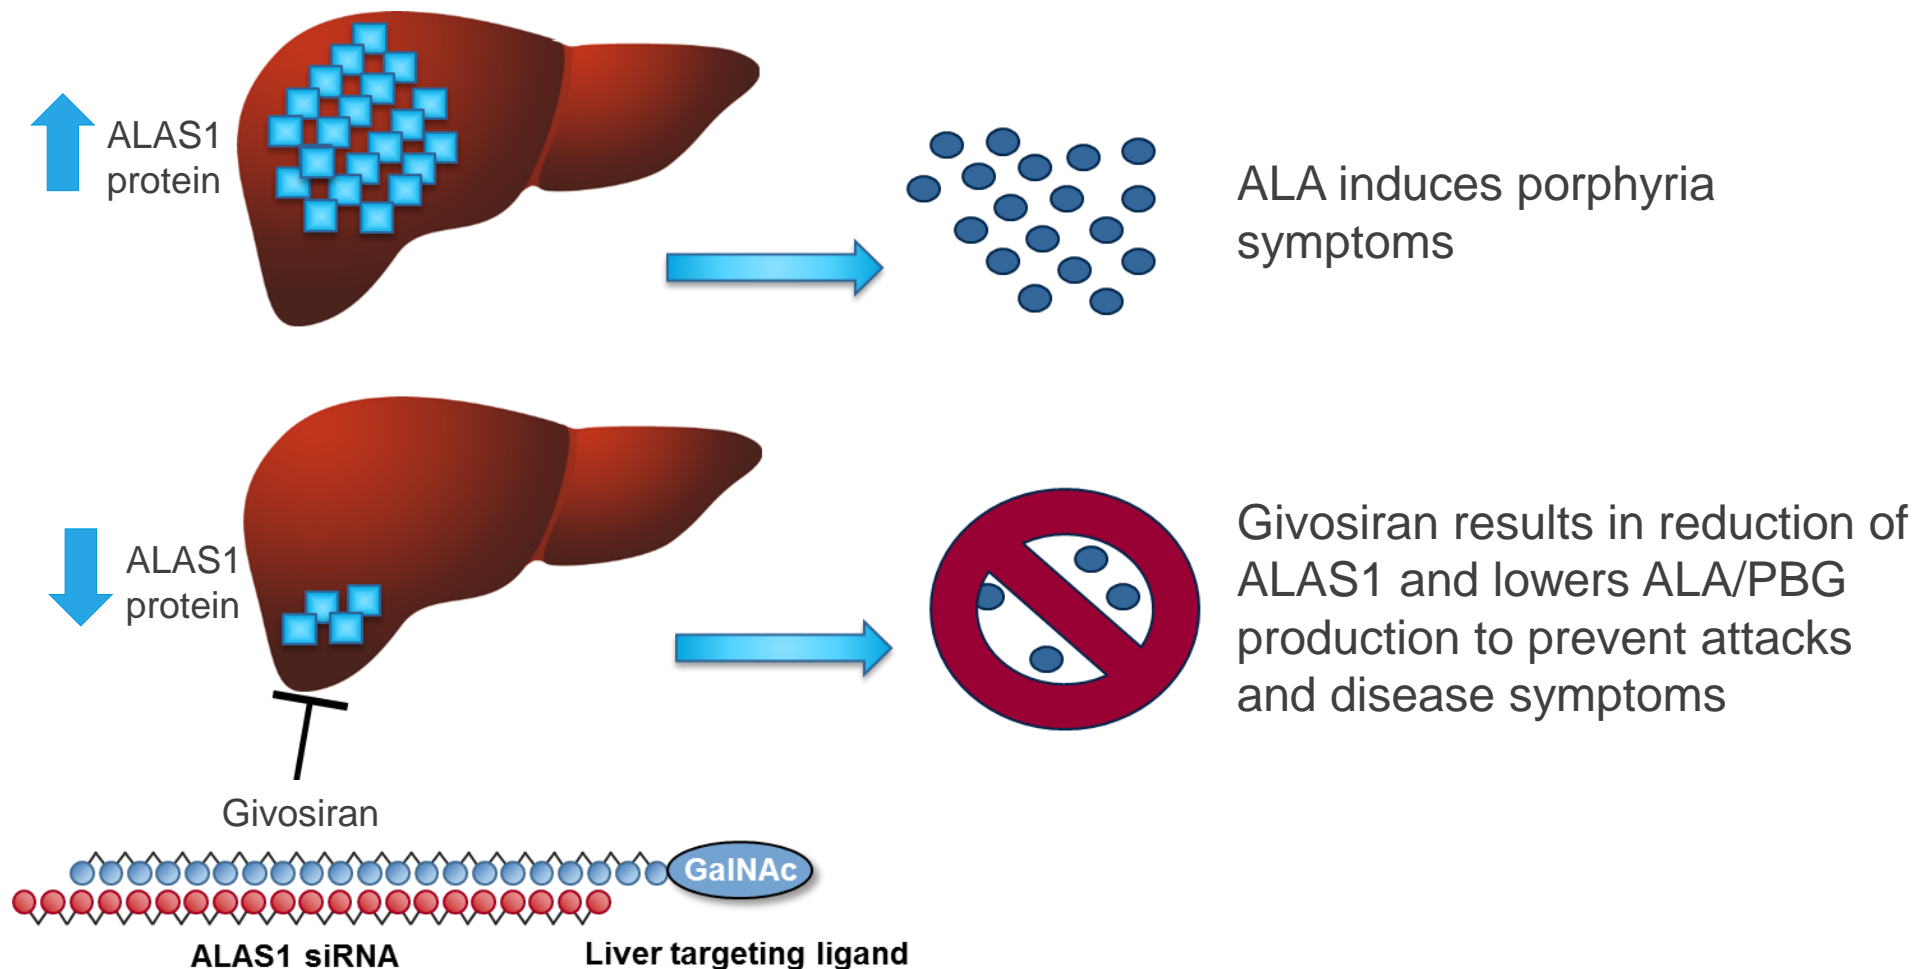 ALAS1
protein
ALA induces porphyria
symptoms
ALAS1
protein
Givosiran results in reduction of
ALAS1 and lowers ALA/PBG
production to prevent attacks
and disease symptoms
Givosiran
GalNAc
ALAS1 siRNA
Liver targeting ligand